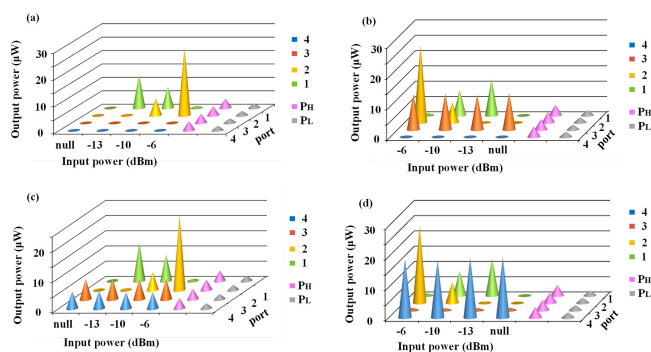 (a)
Output power (μW)
30
20
10
0
null -13 -10 -6
Input power (dBm)
4 3 2 1
port
4
3
2
1
PH
PL
(b)
Output power (μW)
30
20
10
0
-6 -10 -13 null
Input power (dBm)
4 3 2 1
port
4
3
2
1
PH
PL
(c)
Output power (μW)
20
10
0
null -13 -10 -6
Input power (dBm)
4 3 2 1
port
4
3
2
1
PH
PL
(d)
Output power (μW)
30
20
10
0
-6 -10 -13 null
Input power (dBm)
4 3 2 1
port
4
3
2
1
PH
PL